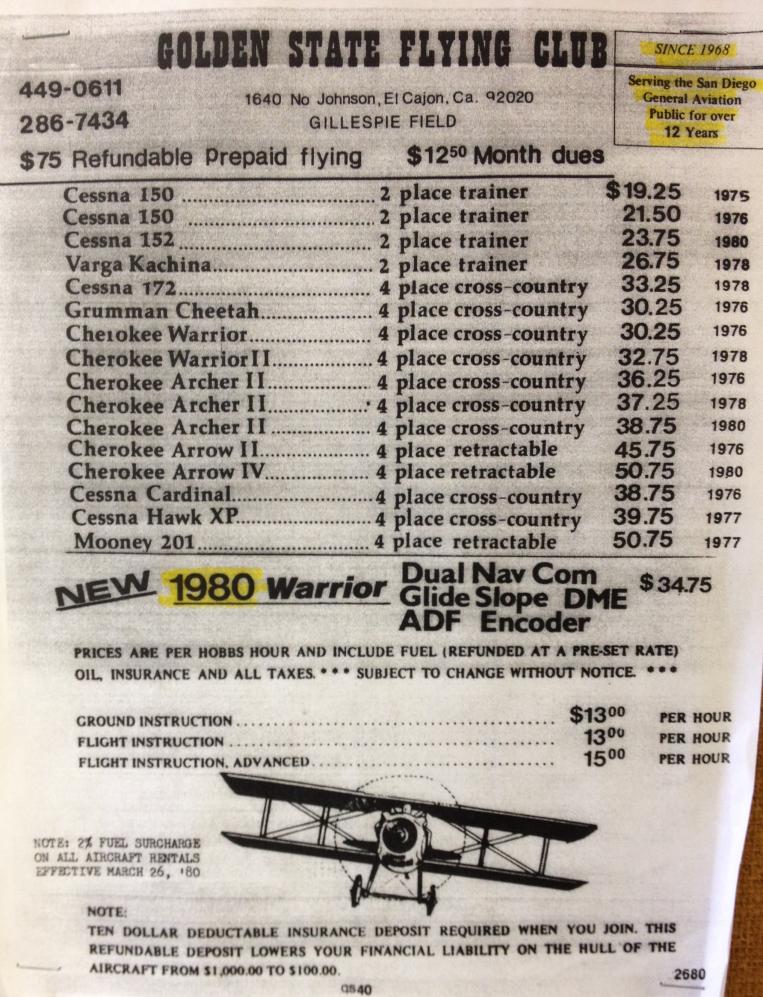 GOLDEN STATE FLYING CLUB
SINCE 1968
Serving the San Diego
General Aviation
Public for over
12 Years
449-0611
286-7434
1640 No Johnson, El Cajon, Ca. 92020
GILLESPIE FIELD
$75 Refundable Prepaid flying $12⁵⁰ Month dues
Cessna 150 ........................ 2 place trainer $19.25 1975
Cessna 150 ........................ 2 place trainer 21.50 1976
Cessna 152 ........................ 2 place trainer 23.75 1980
Varga Kachina ........................ 2 place trainer 26.75 1978
Cessna 172 ........................ 4 place cross-country 33.25 1978
Grumman Cheetah ........................ 4 place cross-country 30.25 1976
Cherokee Warrior ........................ 4 place cross-country 30.25 1976
Cherokee Warrior II ........................ 4 place cross-country 32.75 1978
Cherokee Archer II ........................ 4 place cross-country 36.25 1976
Cherokee Archer II ........................ 4 place cross-country 37.25 1978
Cherokee Archer II ........................ 4 place cross-country 38.75 1980
Cherokee Arrow II ........................ 4 place retractable 45.75 1976
Cherokee Arrow IV ........................ 4 place retractable 50.75 1980
Cessna Cardinal ........................ 4 place cross-country 38.75 1976
Cessna Hawk XP ........................ 4 place cross-country 39.75 1977
Mooney 201 ........................ 4 place retractable 50.75 1977
NEW 1980 Warrior
Dual Nav Com
Glide Slope DME
ADF Encoder
$34.75
PRICES ARE PER HOBBS HOUR AND INCLUDE FUEL (REFUNDED AT A PRE-SET RATE)
OIL, INSURANCE AND ALL TAXES. *** SUBJECT TO CHANGE WITHOUT NOTICE. ***
GROUND INSTRUCTION ........................ $13⁰⁰ PER HOUR
FLIGHT INSTRUCTION ........................ 13⁰⁰ PER HOUR
FLIGHT INSTRUCTION, ADVANCED ........................ 15⁰⁰ PER HOUR
NOTE: 2% FUEL SURCHARGE
ON ALL AIRCRAFT RENTALS
EFFECTIVE MARCH 26, '80
NOTE:
TEN DOLLAR DEDUCTABLE INSURANCE DEPOSIT REQUIRED WHEN YOU JOIN. THIS
REFUNDABLE DEPOSIT LOWERS YOUR FINANCIAL LIABILITY ON THE HULL OF THE
AIRCRAFT FROM $1,000.00 TO $100.00.
2680